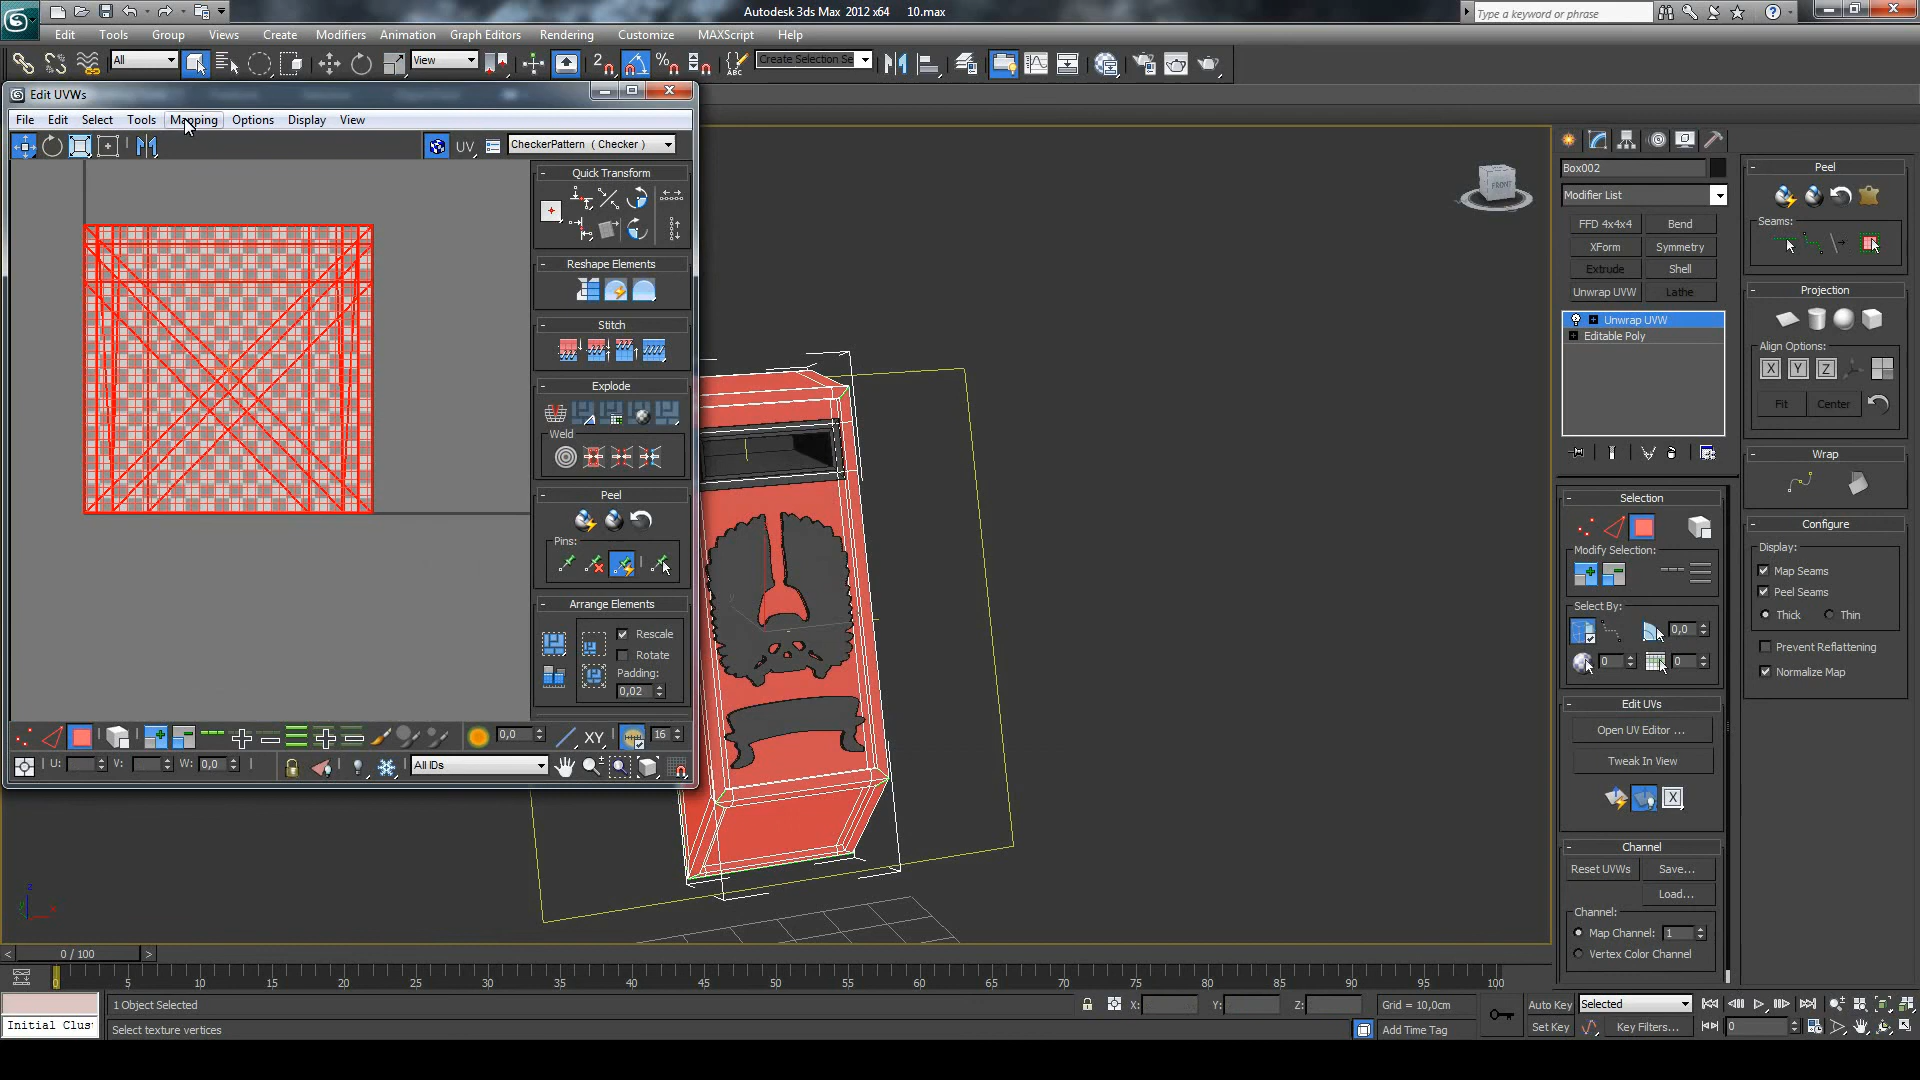 Autodesk 3ds Max 2012 x64    10.max
Type a keyword or phrase
Edit Tools Group Views Create Modifiers Animation Graph Editors Rendering Customize MAXScript Help
All
View
Create Selection Se
Edit UVWs
File Edit Select Tools Mapping Options Display View
UV
CheckerPattern ( Checker )
Quick Transform
Reshape Elements
Stitch
Explode
Weld
Peel
Pins:
Arrange Elements
Rescale
Rotate
Padding:
0,02
0,0
XY
16
U: V: W: 0,0
All IDs
FRONT
Box002
Modifier List
FFD 4x4x4 Bend
XForm Symmetry
Extrude Shell
Unwrap UVW Lathe
Unwrap UVW
Editable Poly
Selection
Modify Selection:
Select By:
0,0
0 0
Edit UVs
Open UV Editor ...
Tweak In View
X
Channel
Reset UVWs Save...
Load...
Channel:
Map Channel: 1
Vertex Color Channel
Peel
Seams:
Projection
Align Options:
X Y Z
Fit Center
Wrap
Configure
Display:
Map Seams
Peel Seams
Thick Thin
Prevent Reflattening
Normalize Map
z
x
< 0 / 100 >
0 5 10 15 20 25 30 35 40 45 50 55 60 65 70 75 80 85 90 95 100
1 Object Selected
X: Y: Z:
Grid = 10,0cm
Auto Key Selected
Initial Clus
Select texture vertices
Add Time Tag
Set Key Key Filters...
0